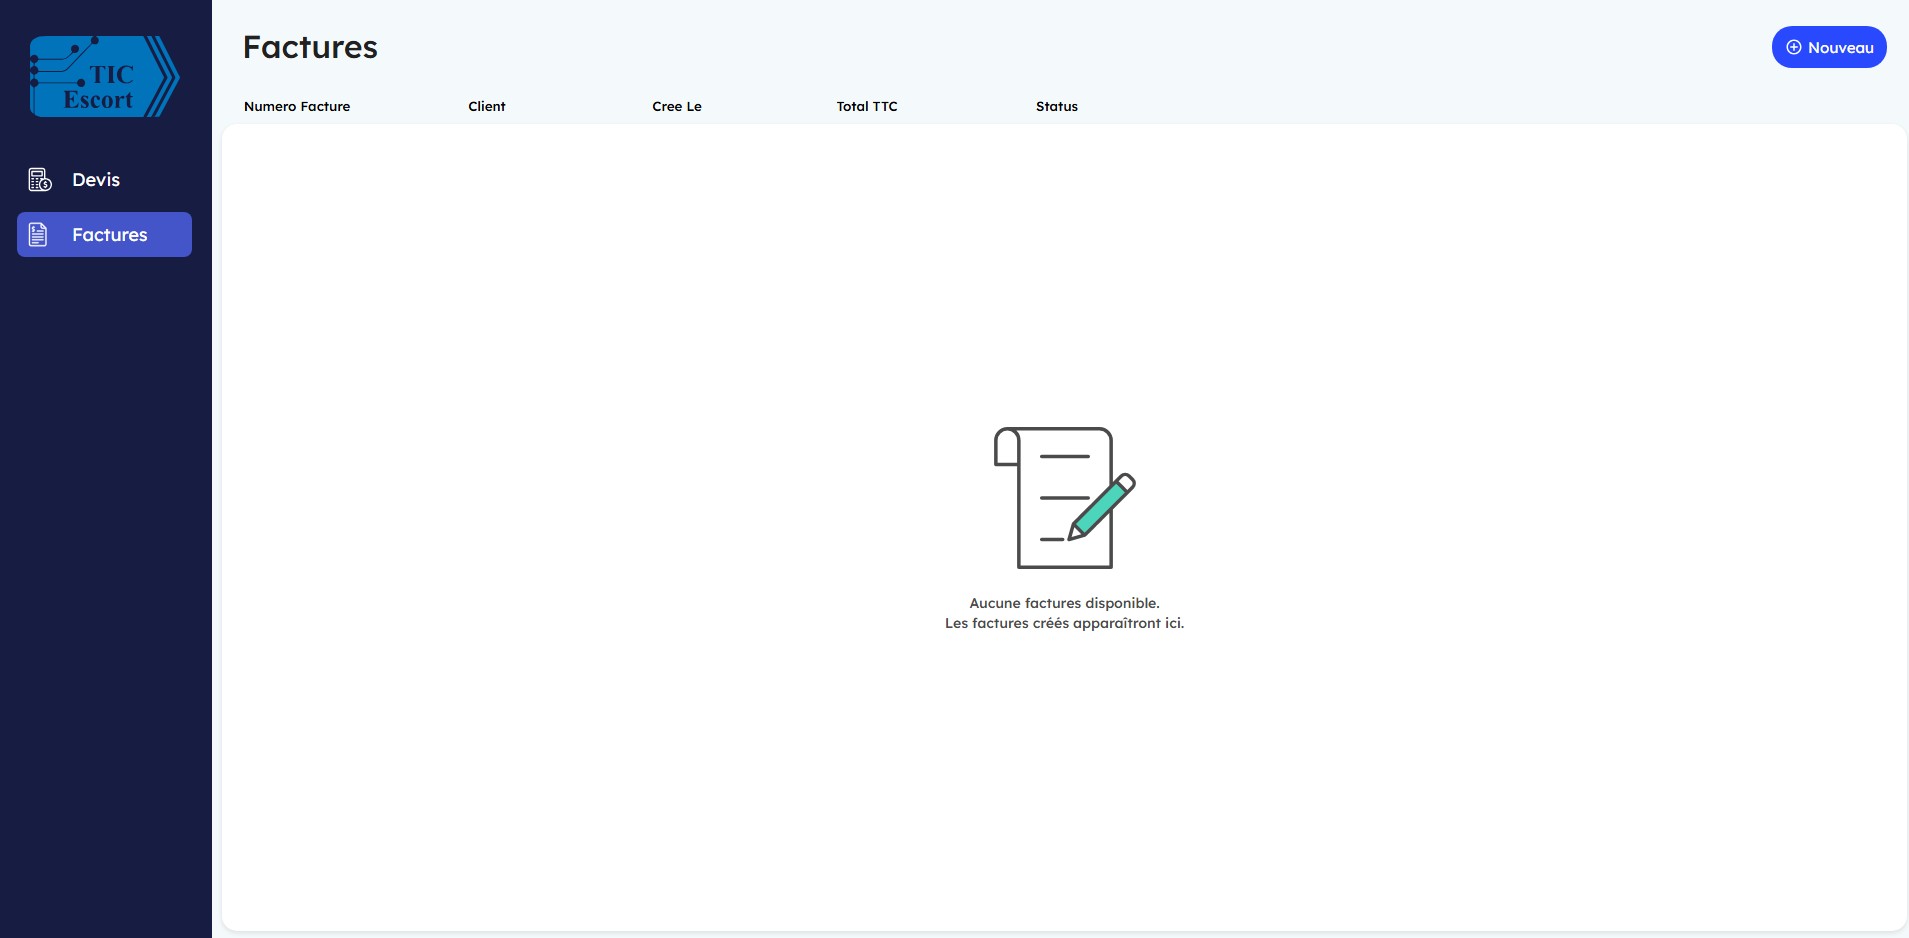 TIC
Escort
Devis
Factures
Factures
Nouveau
Numero Facture
Client
Cree Le
Total TTC
Status
Aucune factures disponible.
Les factures créés apparaîtront ici.